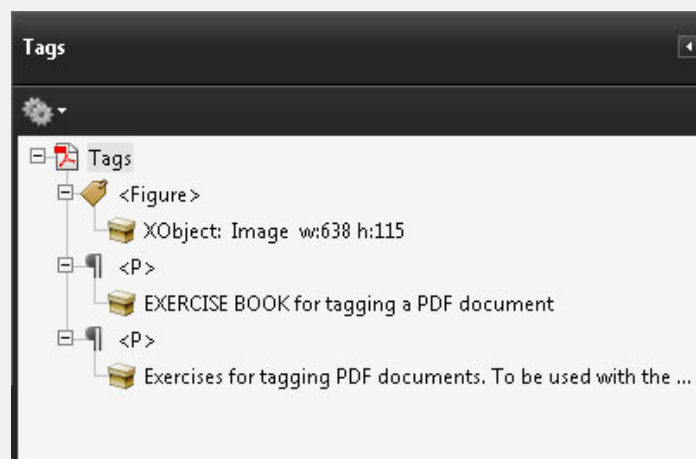 Tags
Tags
<Figure>
XObject: Image w:638 h:115
<P>
EXERCISE BOOK for tagging a PDF document
<P>
Exercises for tagging PDF documents. To be used with the ...